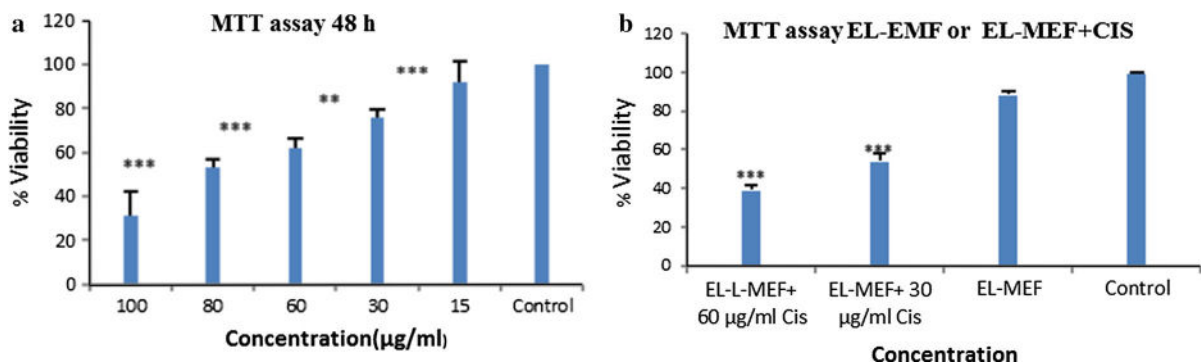 a
MTT assay 48 h
120
100
80
60
40
20
0
% Viability
***
***
**
***
100 80 60 30 15 Control
Concentration(µg/ml)
b
MTT assay EL-EMF or EL-MEF+CIS
120
100
80
60
40
20
0
% Viability
***
***
EL-L-MEF+ EL-MEF+ 30 EL-MEF Control
60 µg/ml Cis µg/ml Cis
Concentration